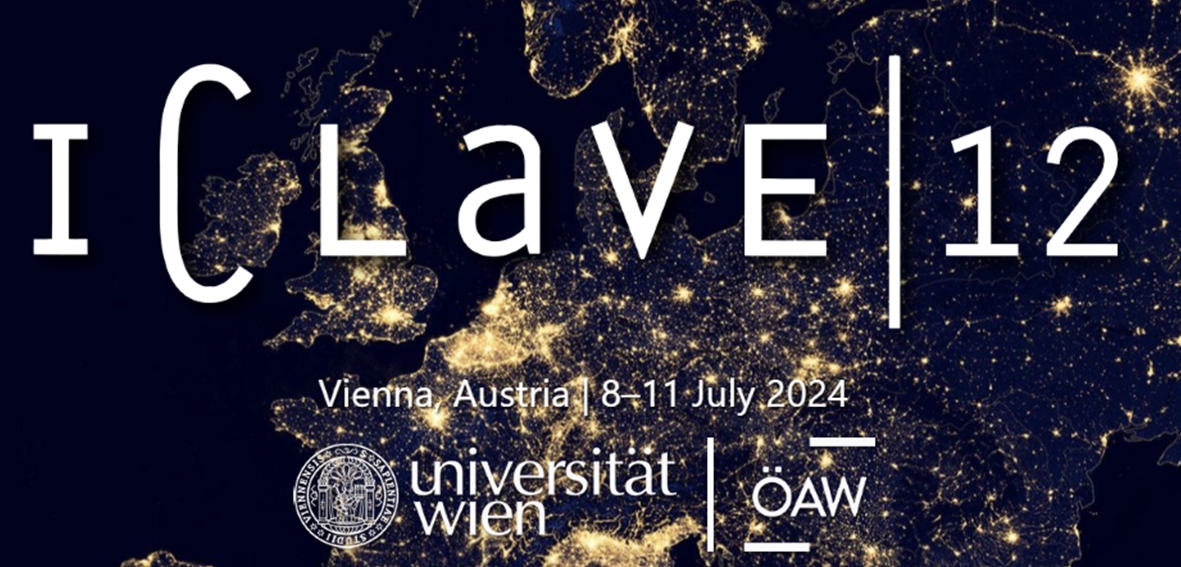 ICLaVE|12
Vienna, Austria | 8–11 July 2024
universität
wien
ÖAW